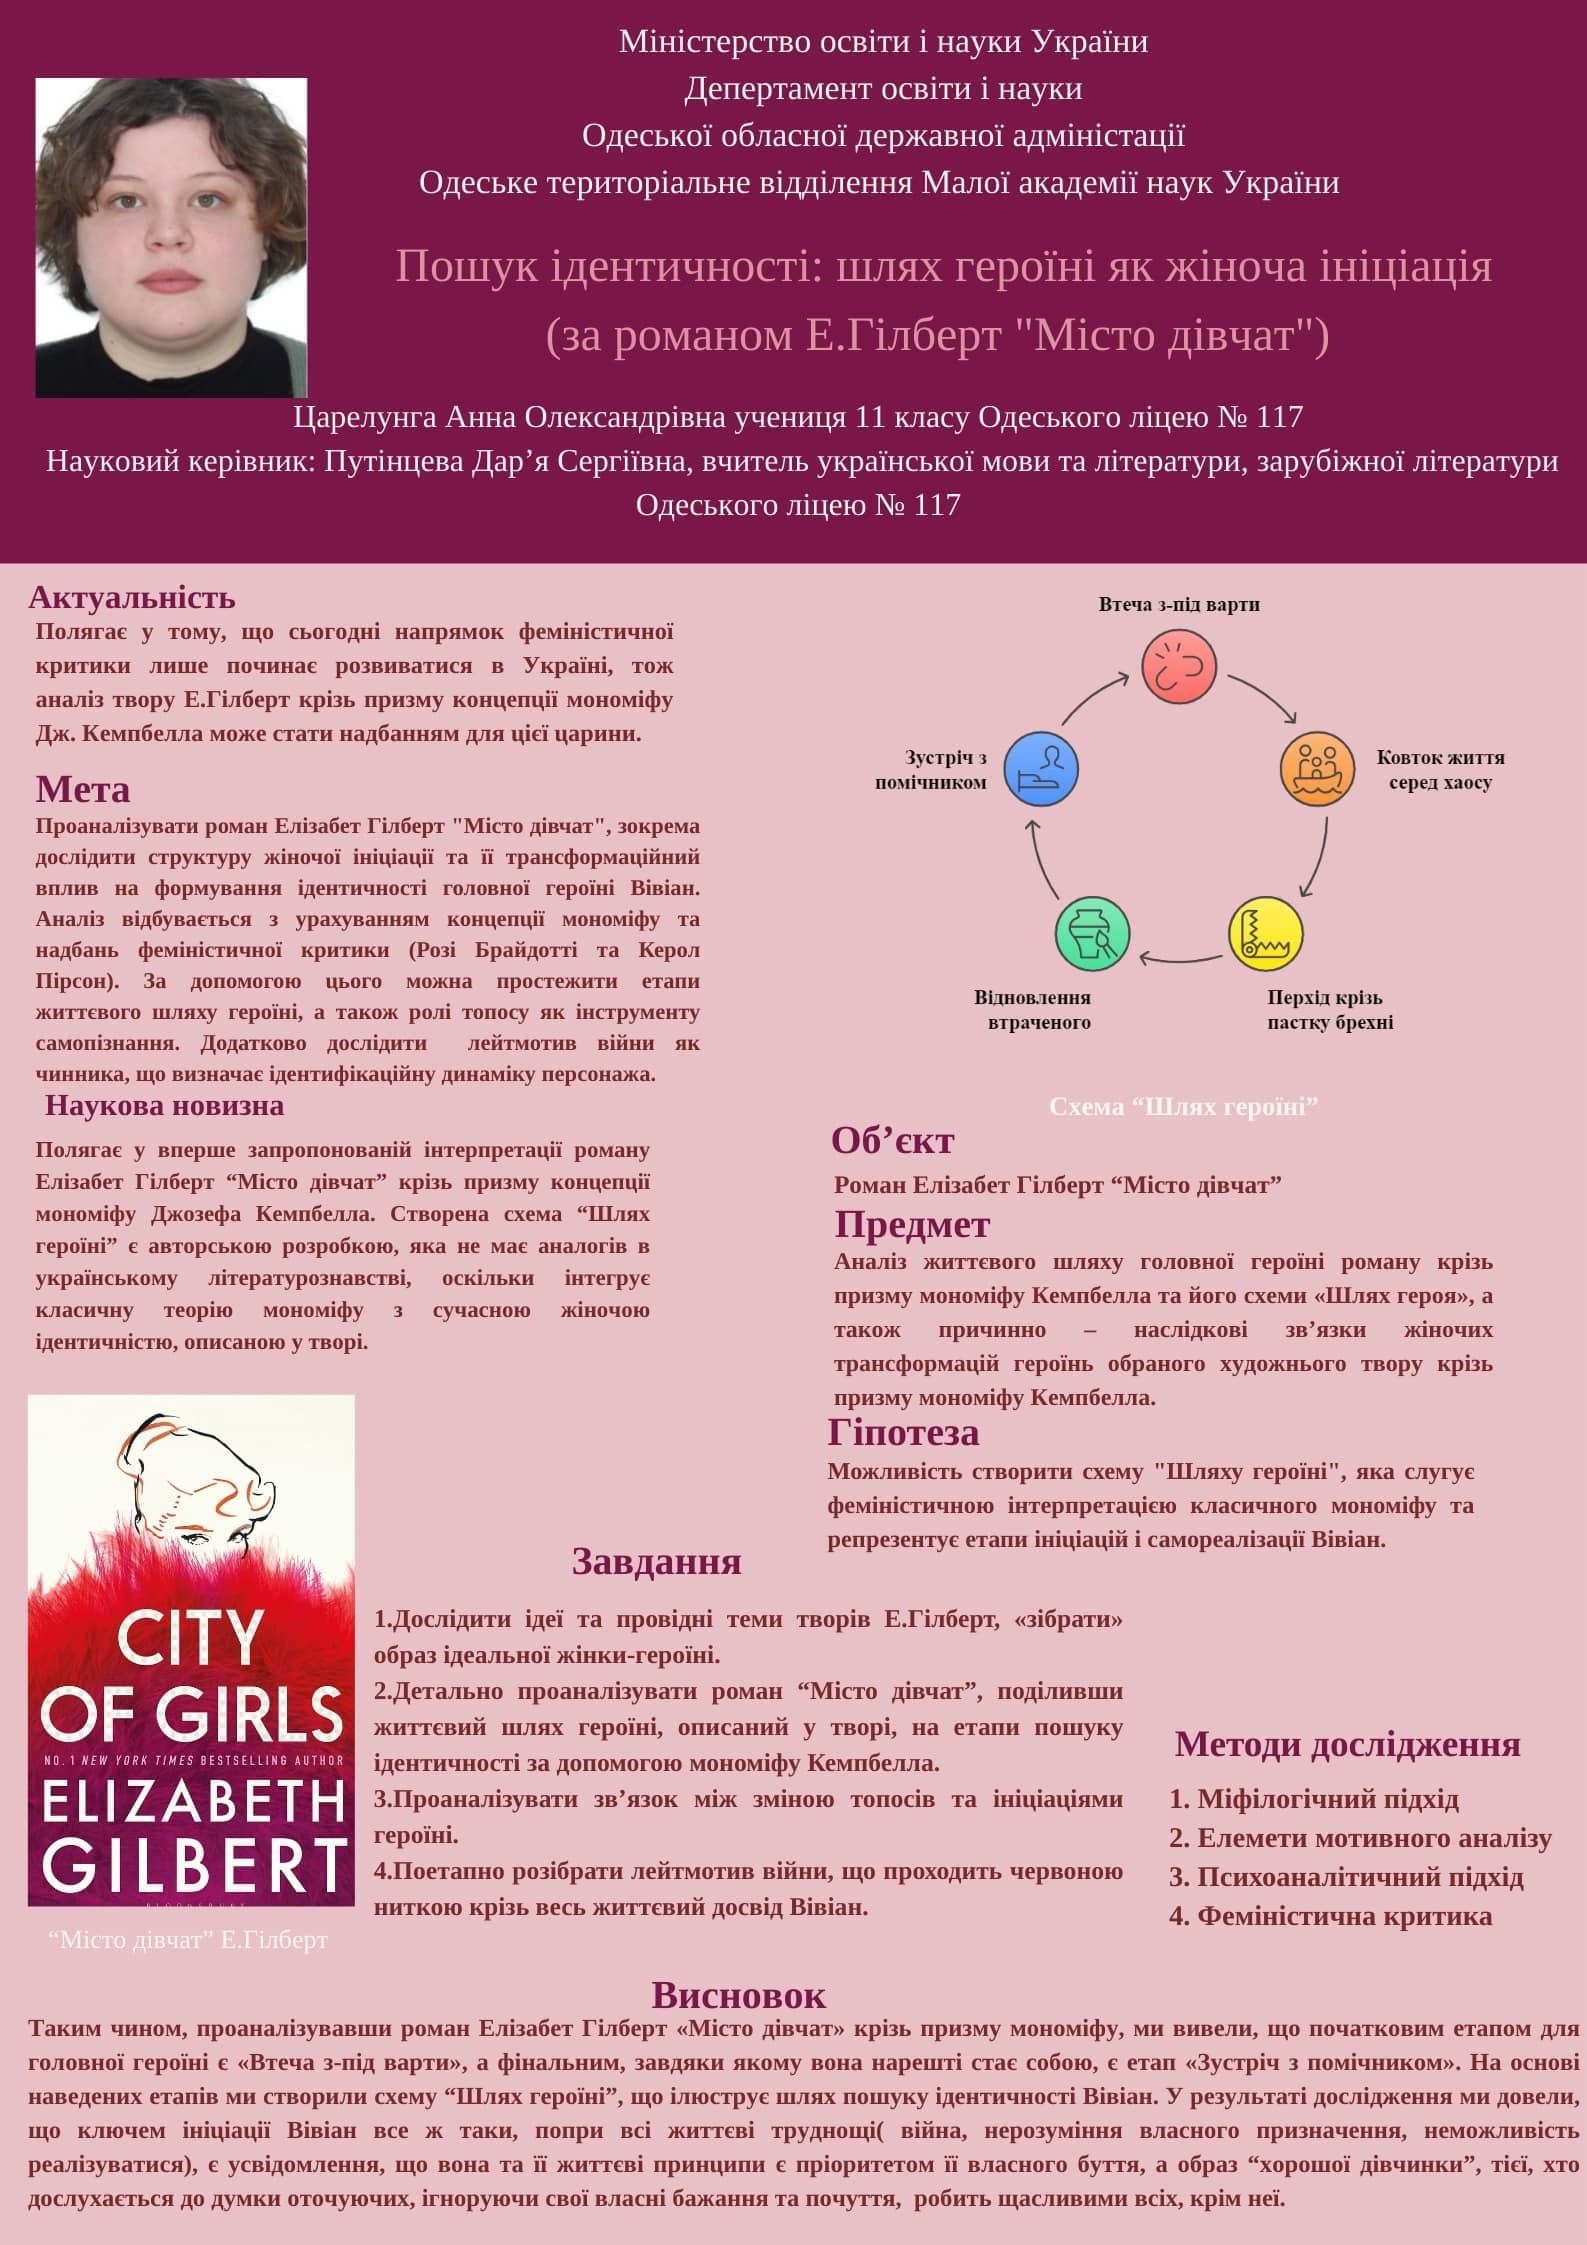 Міністерство освіти і науки України
Депертамент освіти і науки
Одеської обласної державної адміністації
Одеське територіальне відділення Малої академії наук України
Пошук ідентичності: шлях героїні як жіноча ініціація
(за романом Е.Гілберт "Місто дівчат")
Царелунга Анна Олександрівна учениця 11 класу Одеського ліцею № 117
Науковий керівник: Путінцева Дар’я Сергіївна, вчитель української мови та літератури, зарубіжної літератури
Одеського ліцею № 117
Актуальність
Полягає у тому, що сьогодні напрямок феміністичної
критики лише починає розвиватися в Україні, тож
аналіз твору Е.Гілберт крізь призму концепції мономіфу
Дж. Кемпбелла може стати надбанням для цієї царини.
Мета
Проаналізувати роман Елізабет Гілберт "Місто дівчат", зокрема
дослідити структуру жіночої ініціації та її трансформаційний
вплив на формування ідентичності головної героїні Вівіан.
Аналіз відбувається з урахуванням концепції мономіфу та
надбань феміністичної критики (Розі Брайдотті та Керол
Пірсон). За допомогою цього можна простежити етапи
життєвого шляху героїні, а також ролі топосу як інструменту
самопізнання. Додатково дослідити лейтмотив війни як
чинника, що визначає ідентифікаційну динаміку персонажа.
Наукова новизна
Полягає у вперше запропонованій інтерпретації роману
Елізабет Гілберт “Місто дівчат” крізь призму концепції
мономіфу Джозефа Кемпбелла. Створена схема “Шлях
героїні” є авторською розробкою, яка не має аналогів в
українському літературознавстві, оскільки інтегрує
класичну теорію мономіфу з сучасною жіночою
ідентичністю, описаною у творі.
Втеча з-під варти
Зустріч з
помічником
Ковток життя
серед хаосу
Відновлення
втраченого
Перхід крізь
пастку брехні
Схема “Шлях героїні”
Об’єкт
Роман Елізабет Гілберт “Місто дівчат”
Предмет
Аналіз життєвого шляху головної героїні роману крізь
призму мономіфу Кемпбелла та його схеми «Шлях героя», а
також причинно – наслідкові зв’язки жіночих
трансформацій героїнь обраного художнього твору крізь
призму мономіфу Кемпбелла.
Гіпотеза
Можливість створити схему "Шляху героїні", яка слугує
феміністичною інтерпретацією класичного мономіфу та
репрезентує етапи ініціацій і самореалізації Вівіан.
CITY
OF GIRLS
NO. 1 NEW YORK TIMES BESTSELLING AUTHOR
ELIZABETH
GILBERT
BLOOMSBURY
“Місто дівчат” Е.Гілберт
Завдання
1.Дослідити ідеї та провідні теми творів Е.Гілберт, «зібрати»
образ ідеальної жінки-героїні.
2.Детально проаналізувати роман “Місто дівчат”, поділивши
життєвий шлях героїні, описаний у творі, на етапи пошуку
ідентичності за допомогою мономіфу Кемпбелла.
3.Проаналізувати зв’язок між зміною топосів та ініціаціями
героїні.
4.Поетапно розібрати лейтмотив війни, що проходить червоною
ниткою крізь весь життєвий досвід Вівіан.
Методи дослідження
1. Міфілогічний підхід
2. Елемети мотивного аналізу
3. Психоаналітичний підхід
4. Феміністична критика
Висновок
Таким чином, проаналізувавши роман Елізабет Гілберт «Місто дівчат» крізь призму мономіфу, ми вивели, що початковим етапом для
головної героїні є «Втеча з-під варти», а фінальним, завдяки якому вона нарешті стає собою, є етап «Зустріч з помічником». На основі
наведених етапів ми створили схему “Шлях героїні”, що ілюструє шлях пошуку ідентичності Вівіан. У результаті дослідження ми довели,
що ключем ініціації Вівіан все ж таки, попри всі життєві труднощі( війна, нерозуміння власного призначення, неможливість
реалізуватися), є усвідомлення, що вона та її життєві принципи є пріоритетом її власного буття, а образ “хорошої дівчинки”, тієї, хто
дослухається до думки оточуючих, ігноруючи свої власні бажання та почуття, робить щасливими всіх, крім неї.